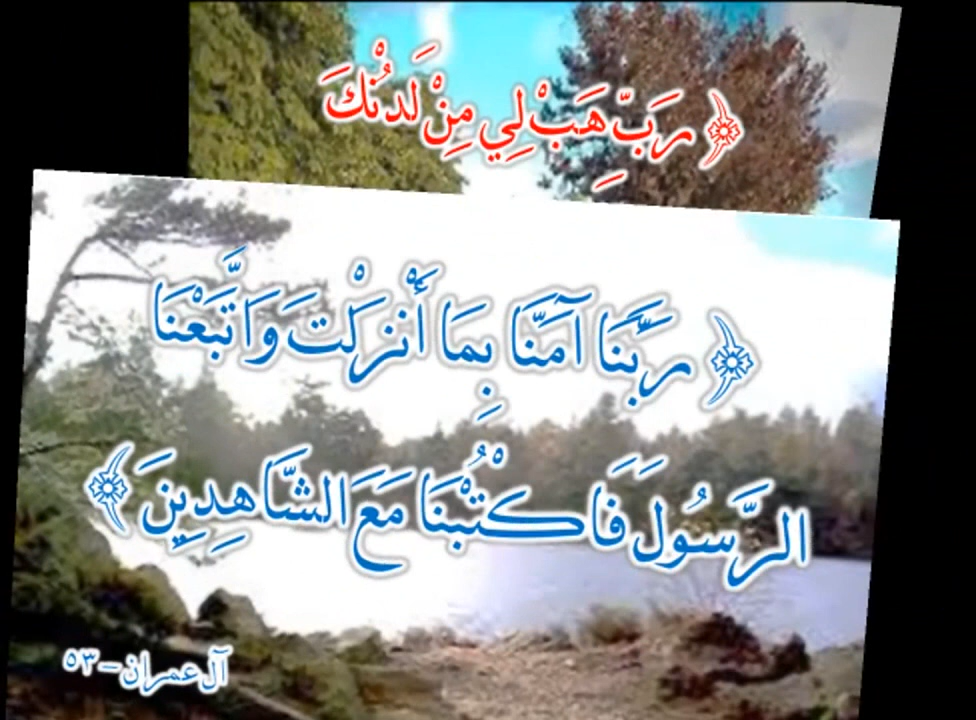 ﴿ رَبِّ هَبْ لِي مِنْ لَدُنْكَ
﴿ رَبَّنَا آمَنَّا بِمَا أَنْزَلْتَ وَاتَّبَعْنَا
الرَّسُولَ فَاكْتُبْنَا مَعَ الشَّاهِدِينَ ﴾
آل عمران - ٥٣